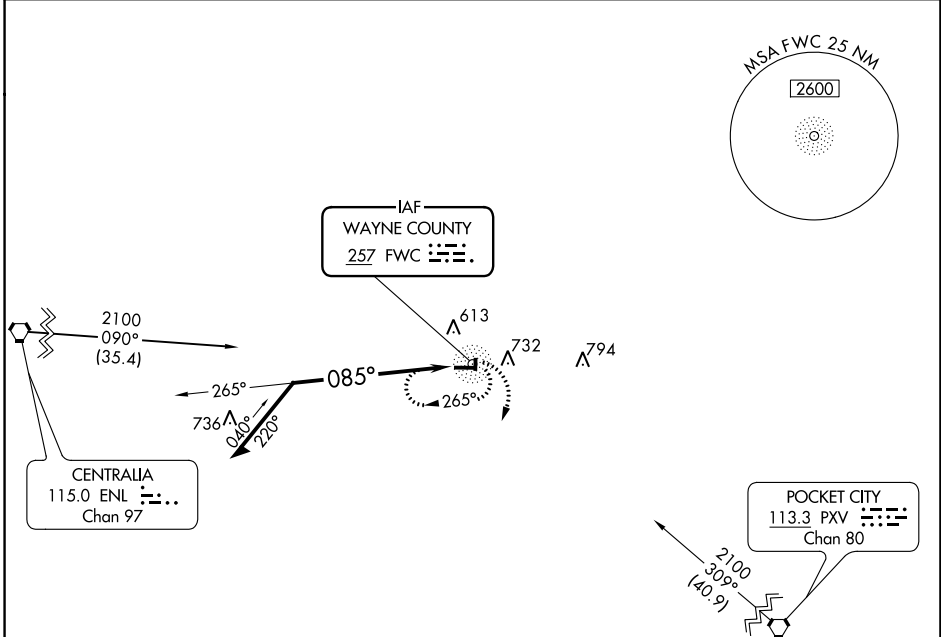 MSA FWC 25 NM
2600
IAF
WAYNE COUNTY
257 FWC
613
732
794
2100
090°
(35.4)
265°
085°
265°
736
040°
220°
CENTRALIA
115.0 ENL
Chan 97
POCKET CITY
113.3 PXV
Chan 80
2100
309°
(40.9)